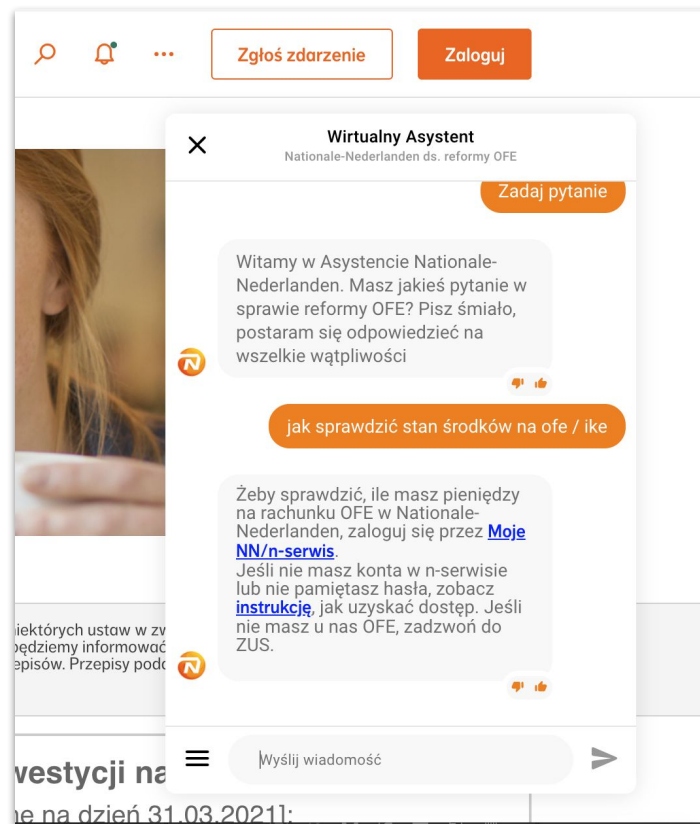 Zgłoś zdarzenie
Zaloguj
Wirtualny Asystent
Nationale-Nederlanden ds. reformy OFE
Zadaj pytanie
Witamy w Asystencie Nationale-
Nederlanden. Masz jakieś pytanie w
sprawie reformy OFE? Pisz śmiało,
postaram się odpowiedzieć na
wszelkie wątpliwości
jak sprawdzić stan środków na ofe / ike
Żeby sprawdzić, ile masz pieniędzy
na rachunku OFE w Nationale-
Nederlanden, zaloguj się przez Moje
NN/n-serwis.
Jeśli nie masz konta w n-serwisie
lub nie pamiętasz hasła, zobacz
instrukcję, jak uzyskać dostęp. Jeśli
nie masz u nas OFE, zadzwoń do
ZUS.
iektórych ustaw w zw
będziemy informować
episów. Przepisy podo
Wyślij wiadomość
westycji na
ne na dzień 31.03.2021]: